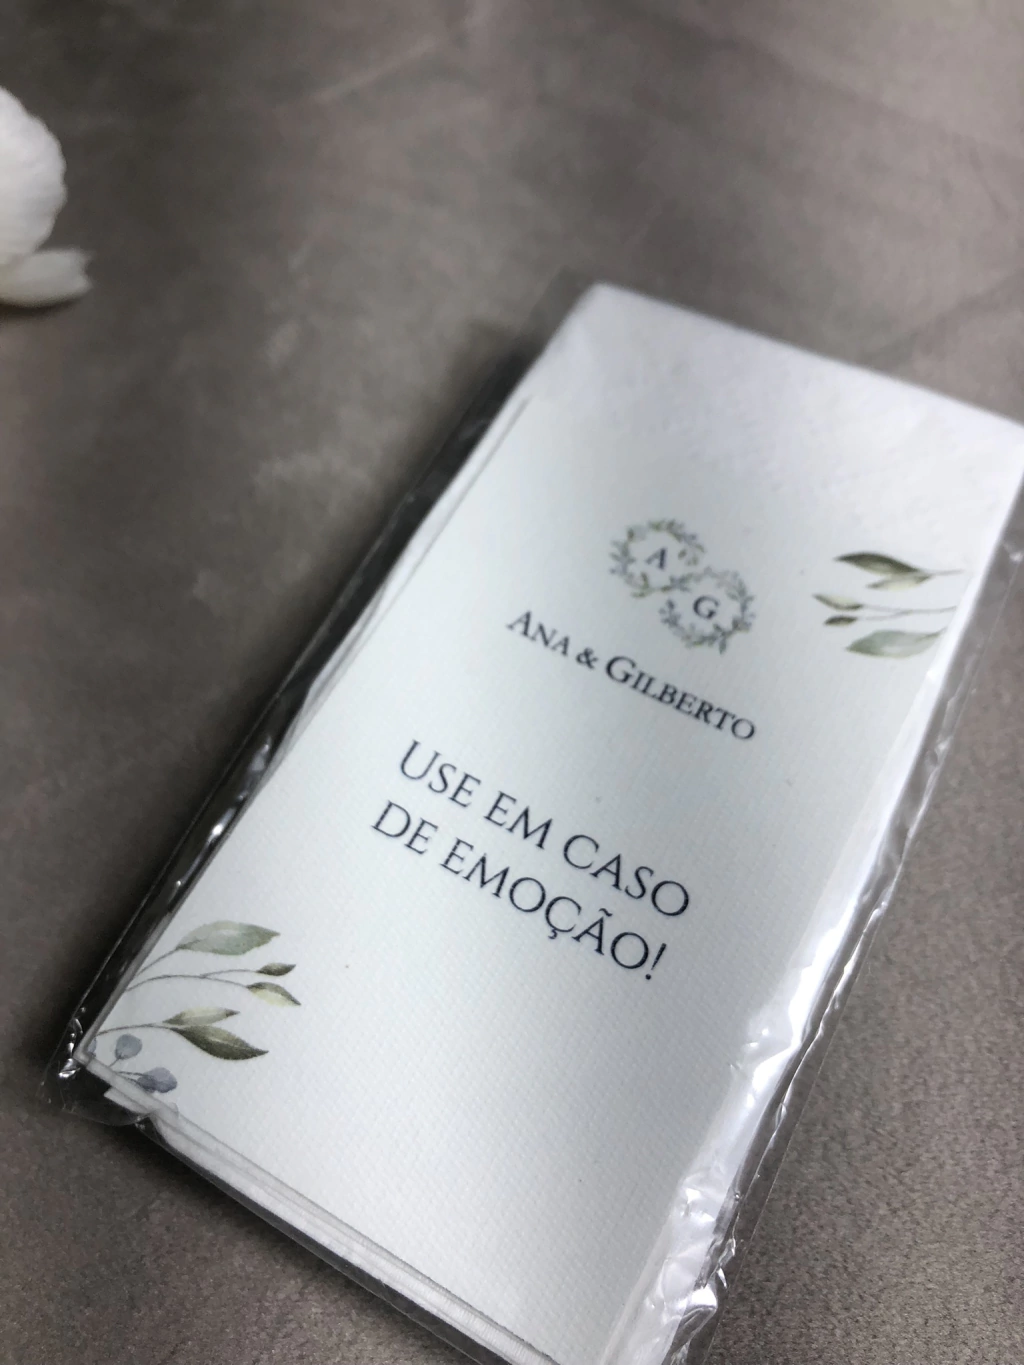 A
G
ANA & GILBERTO
USE EM CASO
DE EMOÇÃO!